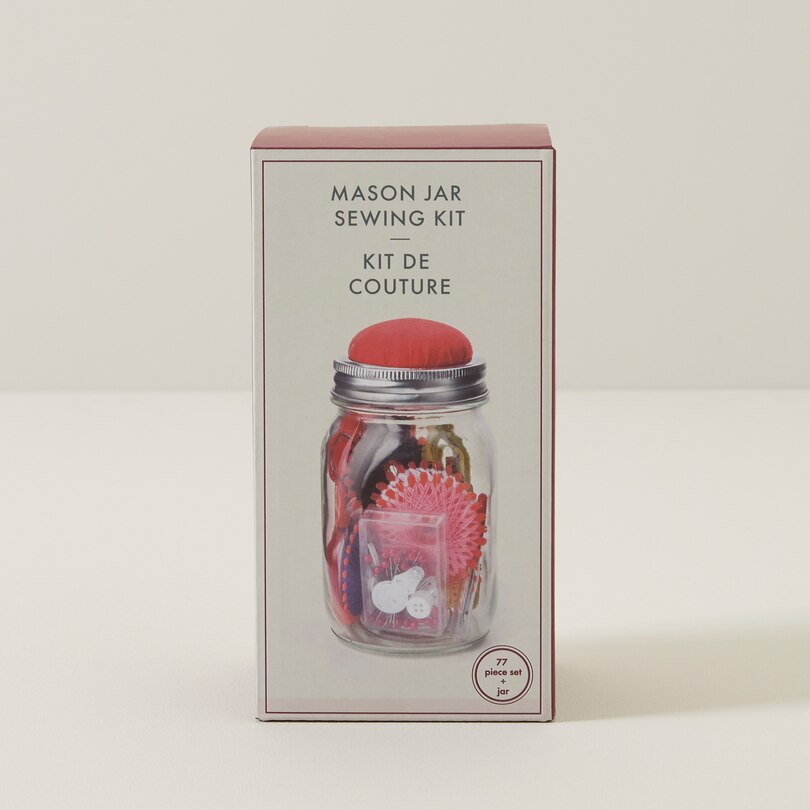 MASON JAR
SEWING KIT
KIT DE
COUTURE
77
piece set
+
jar